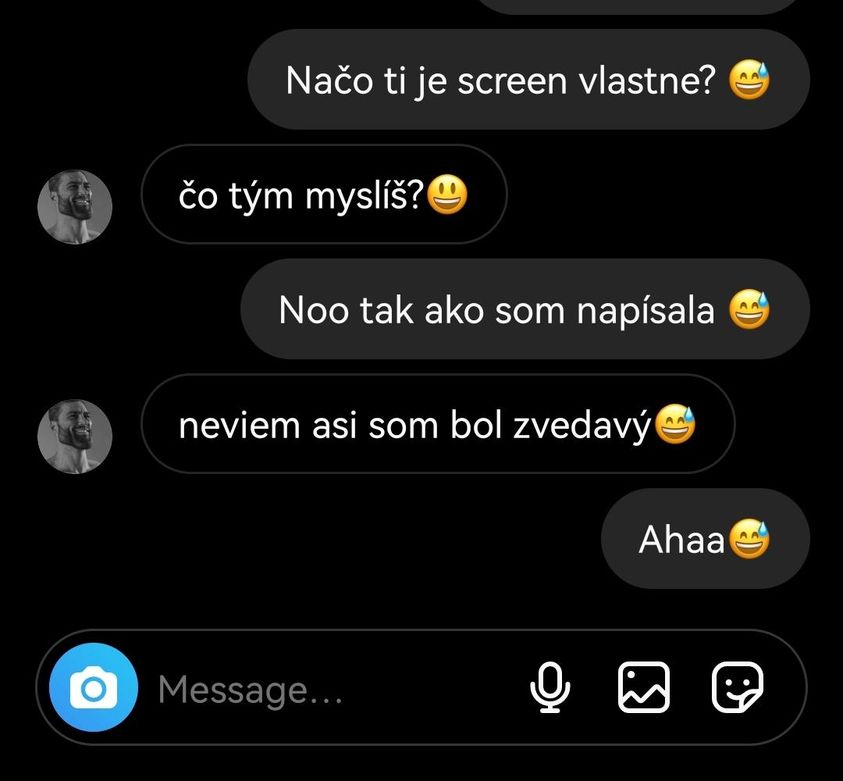 Načo ti je screen vlastne? 😅
čo tým myslíš?😃
Noo tak ako som napísala 😅
neviem asi som bol zvedavý😅
Ahaa😅
Message...